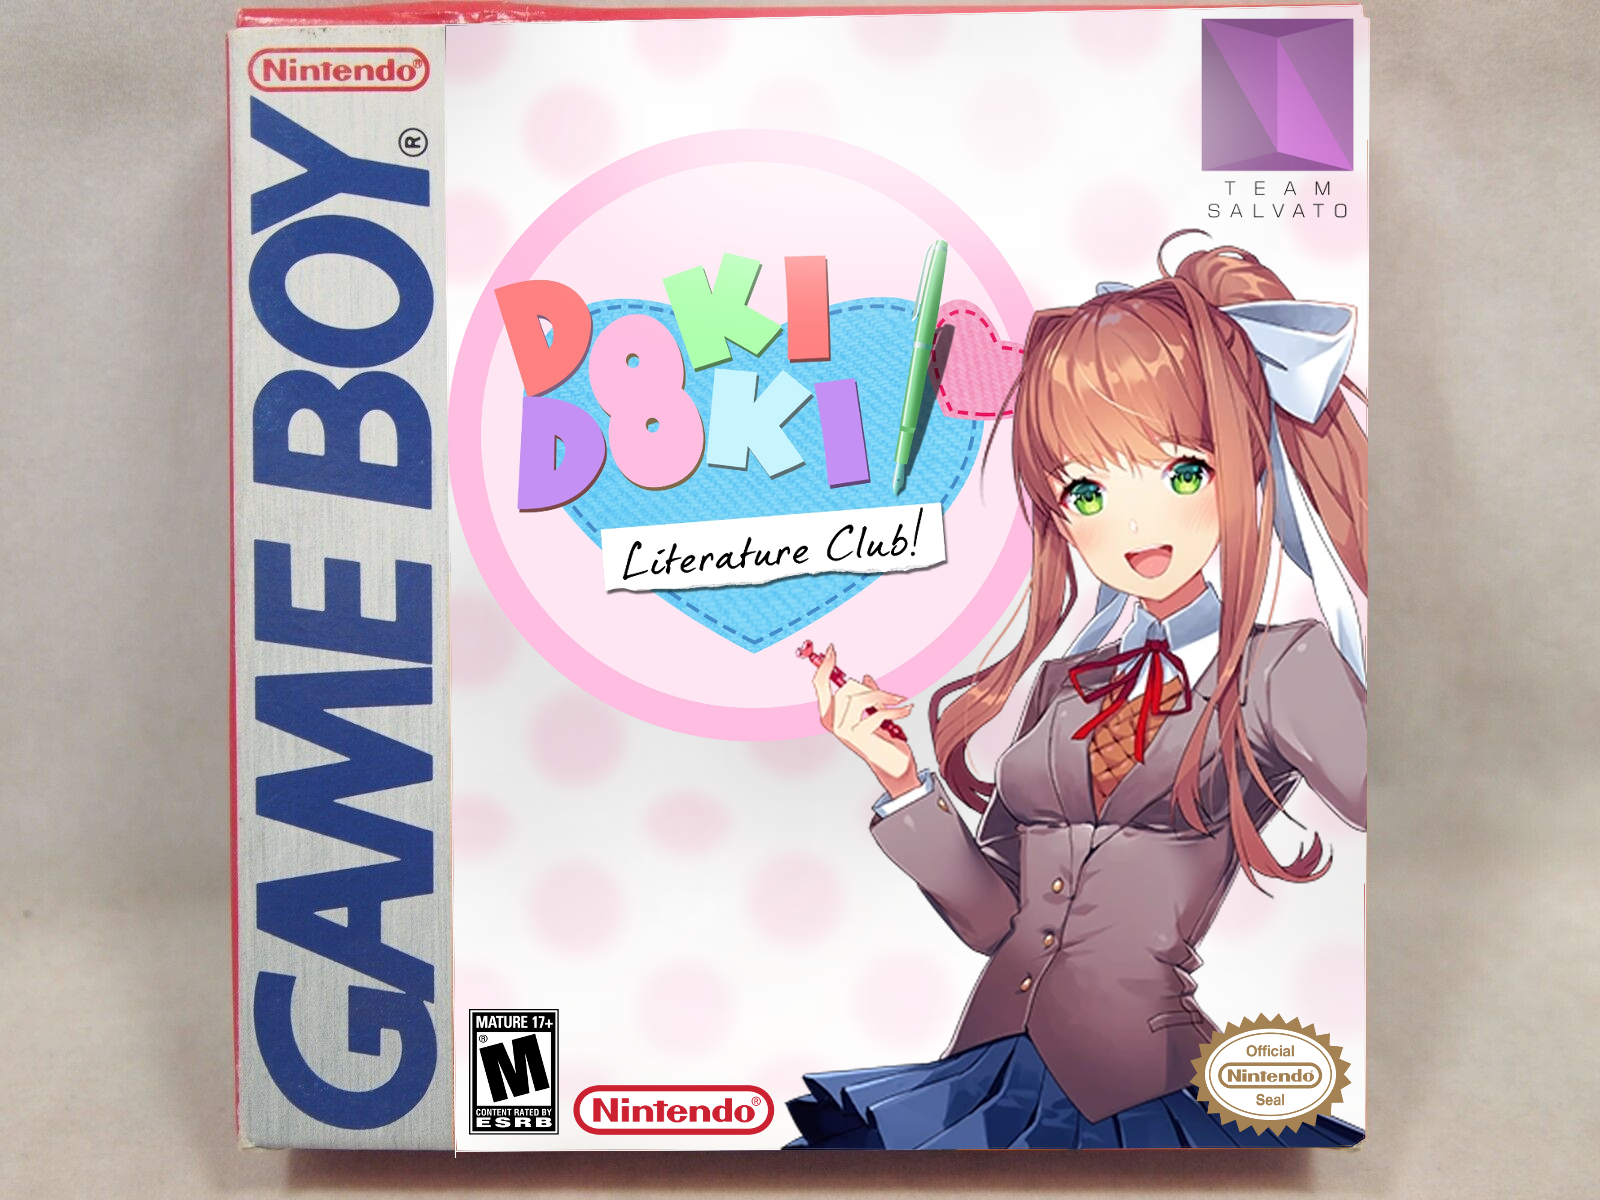 Nintendo®
GAME BOY®
TEAM
SALVATO
DOKI
DOKI
Literature Club!
MATURE 17+
®
M
CONTENT RATED BY
ESRB
Nintendo®
Official
Nintendo®
Seal